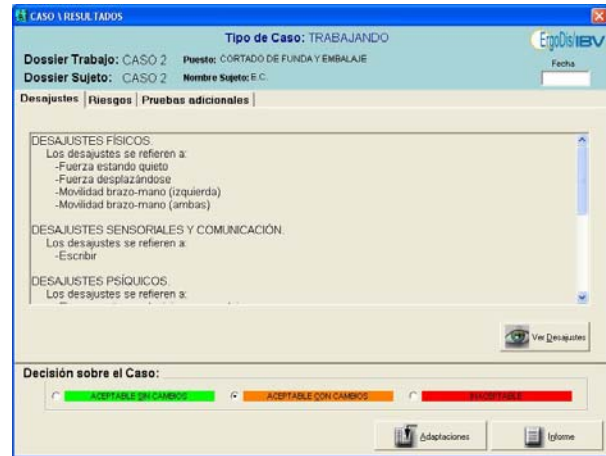 CASO \ RESULTADOS
Tipo de Caso: TRABAJANDO
ErgoDis/IBV
Dossier Trabajo: CASO 2 Puesto: CORTADO DE FUNDA Y EMBALAJE
Fecha
Dossier Sujeto: CASO 2 Nombre Sujeto: E.C.
Desajustes Riesgos Pruebas adicionales
DESAJUSTES FÍSICOS.
Los desajustes se refieren a:
-Fuerza estando quieto
-Fuerza desplazándose
-Movilidad brazo-mano (izquierda)
-Movilidad brazo-mano (ambas)
DESAJUSTES SENSORIALES Y COMUNICACIÓN.
Los desajustes se refieren a:
-Escribir
DESAJUSTES PSÍQUICOS.
Los desajustes se refieren a:
Ver Desajustes
Decisión sobre el Caso:
ACEPTABLE SIN CAMBIOS ACEPTABLE CON CAMBIOS INACEPTABLE
Adaptaciones Informe